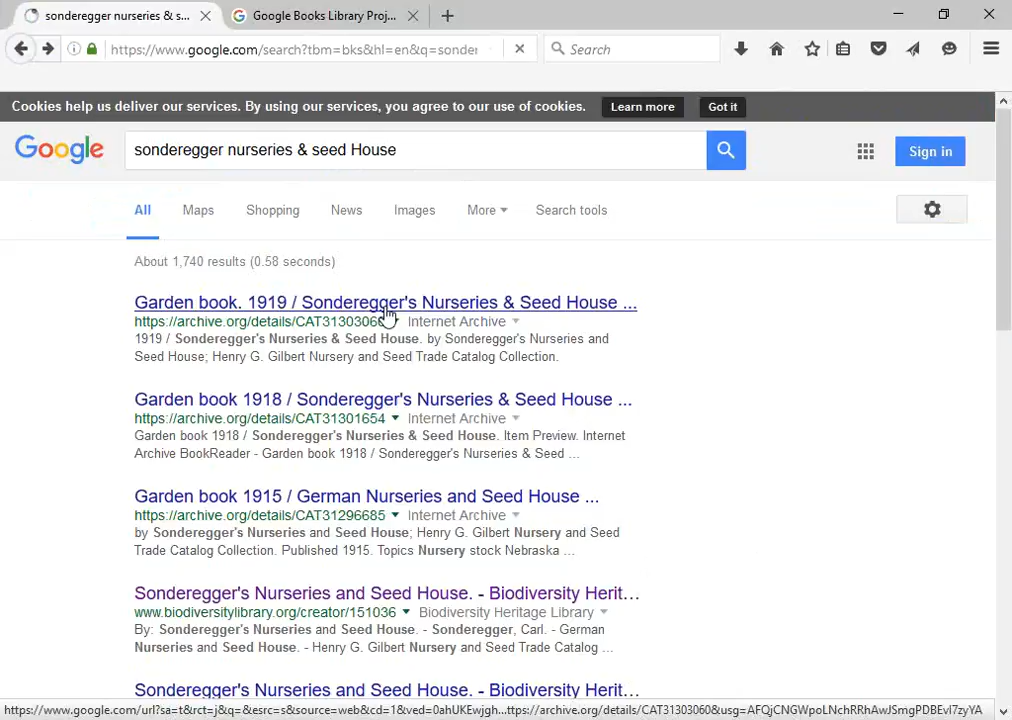 sonderegger nurseries & s...
Google Books Library Proj...
https://www.google.com/search?tbm=bks&hl=en&q=sonder
Search
Cookies help us deliver our services. By using our services, you agree to our use of cookies.
Learn more
Got it
Google
sonderegger nurseries & seed House
Sign in
All
Maps
Shopping
News
Images
More
Search tools
About 1,740 results (0.58 seconds)
Garden book. 1919 / Sonderegger's Nurseries & Seed House ...
https://archive.org/details/CAT31303060 Internet Archive
1919 / Sonderegger's Nurseries & Seed House. by Sonderegger's Nurseries and
Seed House; Henry G. Gilbert Nursery and Seed Trade Catalog Collection.
Garden book 1918 / Sonderegger's Nurseries & Seed House ...
https://archive.org/details/CAT31301654 Internet Archive
Garden book 1918 / Sonderegger's Nurseries & Seed House. Item Preview. Internet
Archive BookReader - Garden book 1918 / Sonderegger's Nurseries & Seed ...
Garden book 1915 / German Nurseries and Seed House ...
https://archive.org/details/CAT31296685 Internet Archive
by Sonderegger's Nurseries and Seed House; Henry G. Gilbert Nursery and Seed
Trade Catalog Collection. Published 1915. Topics Nursery stock Nebraska ...
Sonderegger's Nurseries and Seed House. - Biodiversity Herit...
www.biodiversitylibrary.org/creator/151036 Biodiversity Heritage Library
By: Sonderegger's Nurseries and Seed House. - Sonderegger, Carl. - German
Nurseries and Seed House. - Henry G. Gilbert Nursery and Seed Trade Catalog ...
Sonderegger's Nurseries and Seed House. - Biodiversity Herit...
https://www.google.com/url?sa=t&rct=j&q=&esrc=s&source=web&cd=1&ved=0ahUKEwjgh...ttps://archive.org/details/CAT31303060&usg=AFQjCNGWpoLNchRRhAwJSmgPDBEvl7zyYA